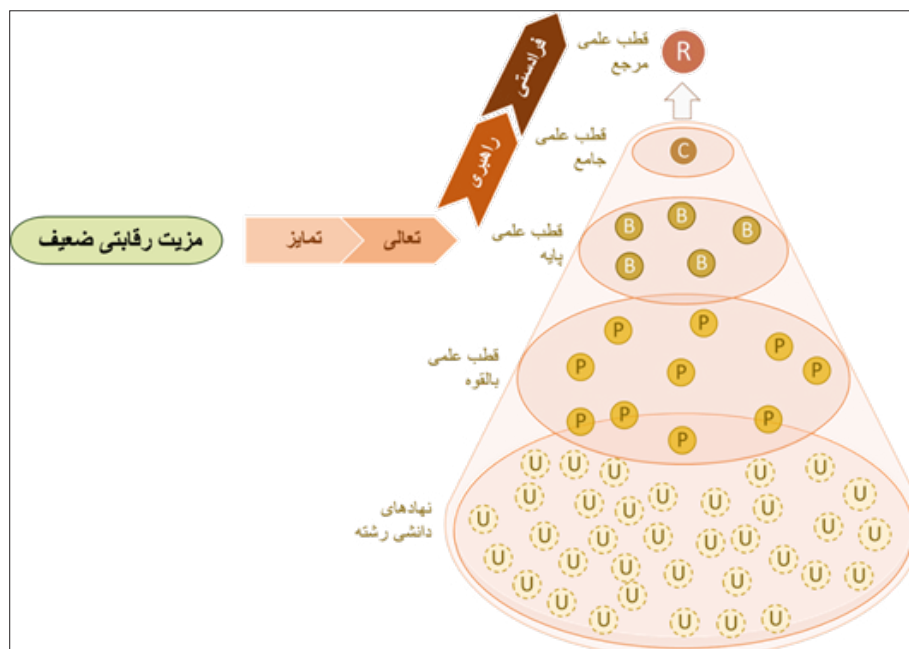 قطب علمی
مرجع
R
فرادستی
راهبری
قطب علمی
جامع
C
مزیت رقابتی ضعیف
تمایز
تعالی
قطب علمی
پایه
B B B
B B
قطب علمی
بالقوه
P P P
P P P
P P P
P
نهادهای
دانشی رشته
U U U U U
U U U U U U U
U U U
U U U U U
U U U U
U U U U
U U U
U U U U